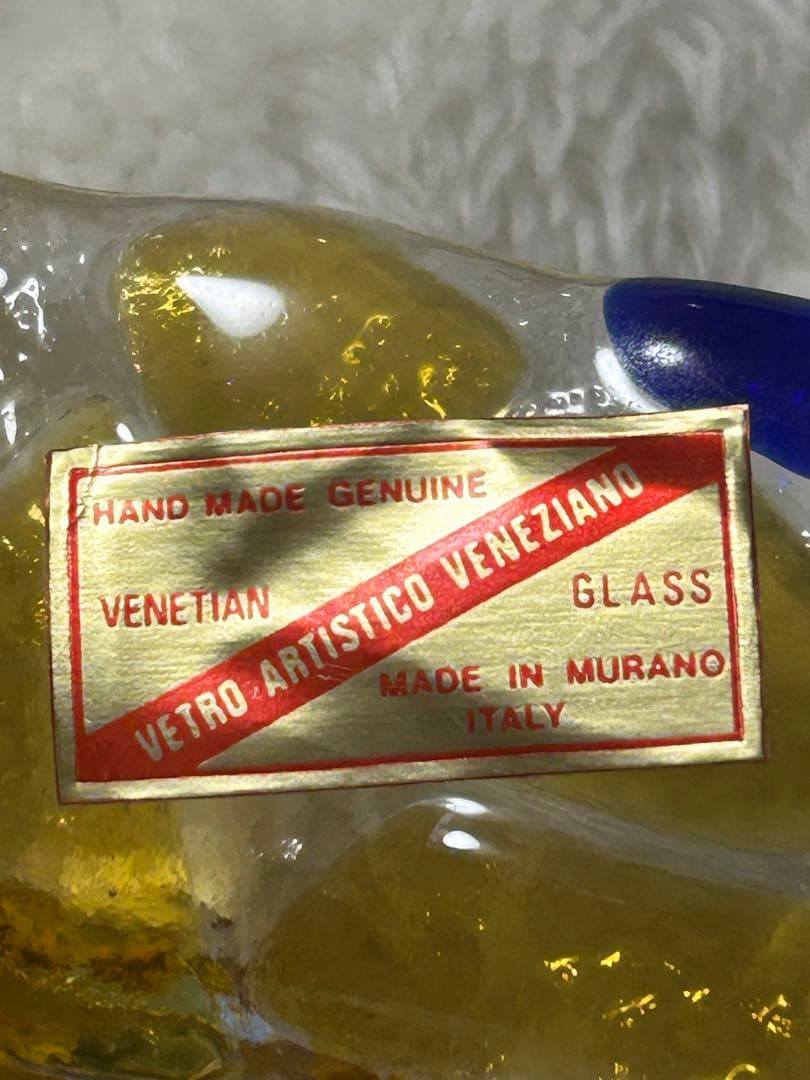 HAND MADE GENUINE
VENETIAN
VETRO ARTISTICO VENEZIANO
GLASS
MADE IN MURANO
ITALY